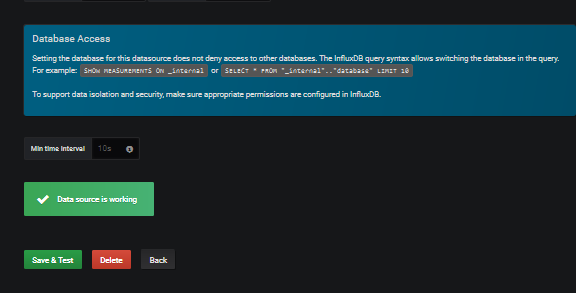 Database Access
Setting the database for this datasource does not deny access to other databases. The InfluxDB query syntax allows switching the database in the query.
For example: SHOW MEASUREMENTS ON _internal or SELECT * FROM "_internal".."database" LIMIT 10
To support data isolation and security, make sure appropriate permissions are configured in InfluxDB.
Min time interval 10s
Data source is working
Save & Test Delete Back